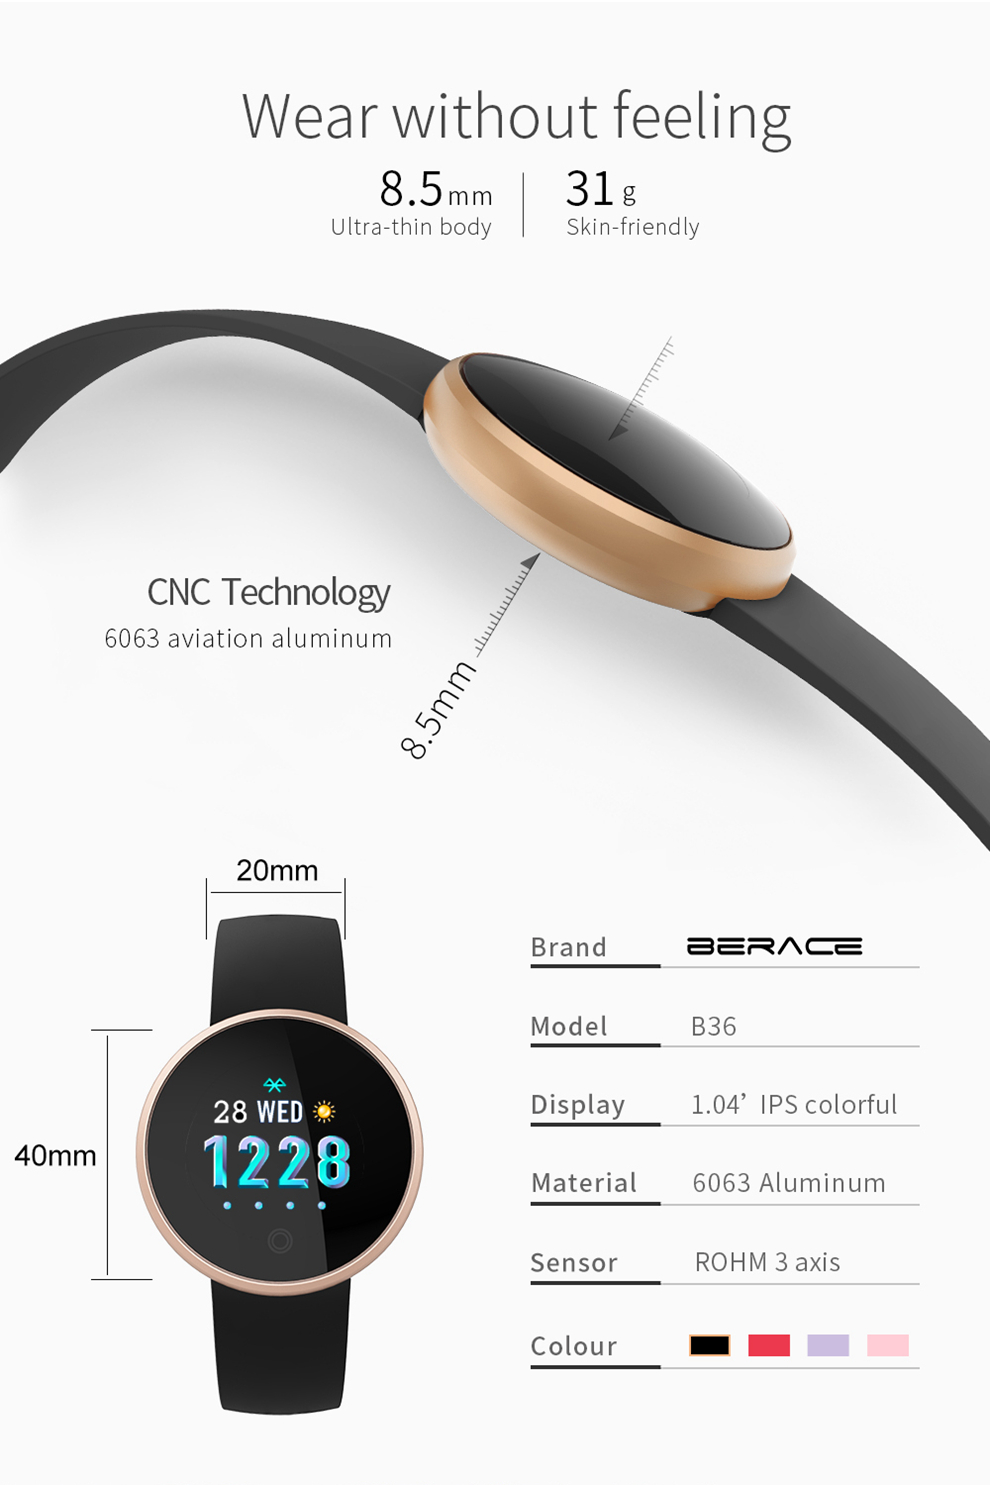 Wear without feeling
8.5mm
Ultra-thin body
31 g
Skin-friendly
CNC Technology
6063 aviation aluminum
8.5mm
20mm
40mm
28 WED
1228
Brand BERACE
Model B36
Display 1.04’ IPS colorful
Material 6063 Aluminum
Sensor ROHM 3 axis
Colour